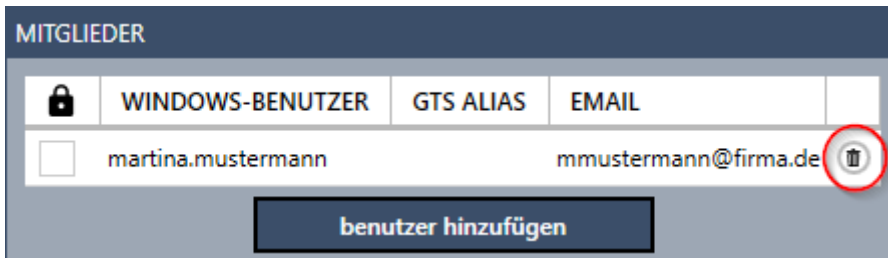 MITGLIEDER
WINDOWS-BENUTZER GTS ALIAS EMAIL
martina.mustermann mmustermann@firma.de
benutzer hinzufügen